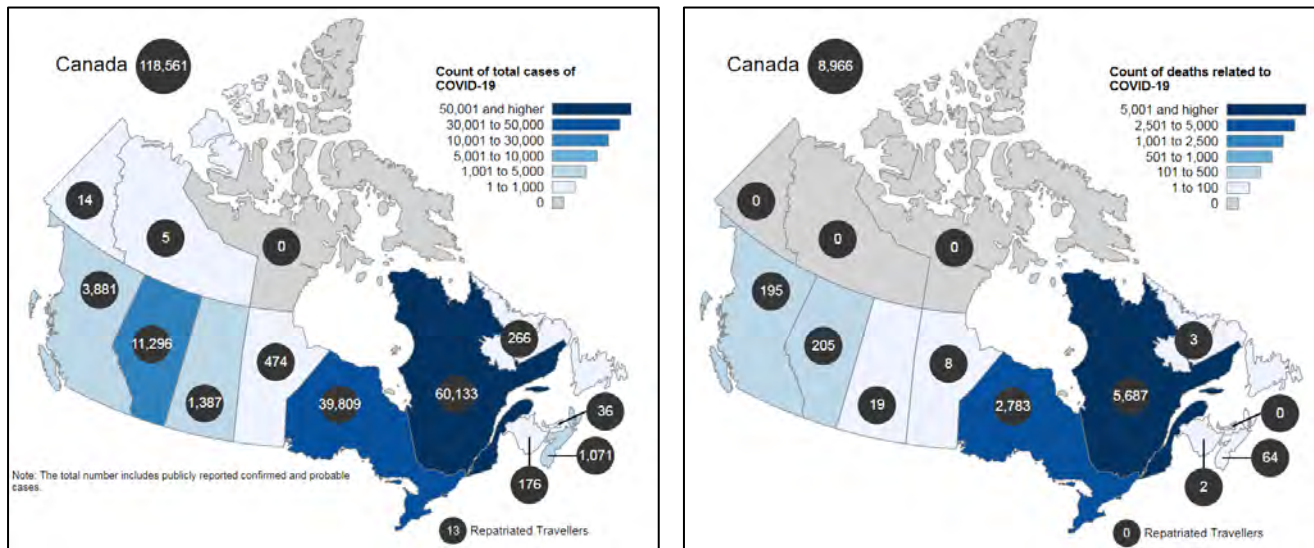 Canada 118,561
Count of total cases of
COVID-19
50,001 and higher
30,001 to 50,000
10,001 to 30,000
5,001 to 10,000
1,001 to 5,000
1 to 1,000
0
14
5
0
3,881
11,296
1,387
474
39,809
60,133
266
36
1,071
176
Note: The total number includes publicly reported confirmed and probable
cases.
13 Repatriated Travellers
Canada 8,966
Count of deaths related to
COVID-19
5,001 and higher
2,501 to 5,000
1,001 to 2,500
501 to 1,000
101 to 500
1 to 100
0
0
0
0
195
205
19
8
2,783
5,687
3
0
64
2
0 Repatriated Travellers